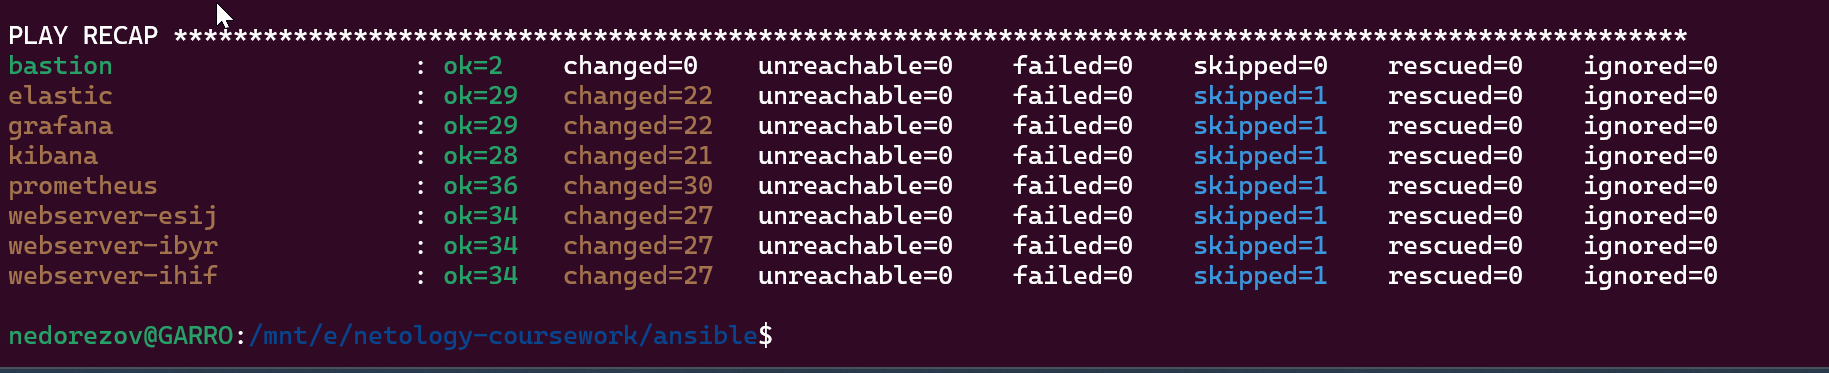 PLAY RECAP *****************************************************************************************************
bastion : ok=2 changed=0 unreachable=0 failed=0 skipped=0 rescued=0 ignored=0
elastic : ok=29 changed=22 unreachable=0 failed=0 skipped=1 rescued=0 ignored=0
grafana : ok=29 changed=22 unreachable=0 failed=0 skipped=1 rescued=0 ignored=0
kibana : ok=28 changed=21 unreachable=0 failed=0 skipped=1 rescued=0 ignored=0
prometheus : ok=36 changed=30 unreachable=0 failed=0 skipped=1 rescued=0 ignored=0
webserver-esij : ok=34 changed=27 unreachable=0 failed=0 skipped=1 rescued=0 ignored=0
webserver-ibyr : ok=34 changed=27 unreachable=0 failed=0 skipped=1 rescued=0 ignored=0
webserver-ihif : ok=34 changed=27 unreachable=0 failed=0 skipped=1 rescued=0 ignored=0
nedorezov@GARRO:/mnt/e/netology-coursework/ansible$